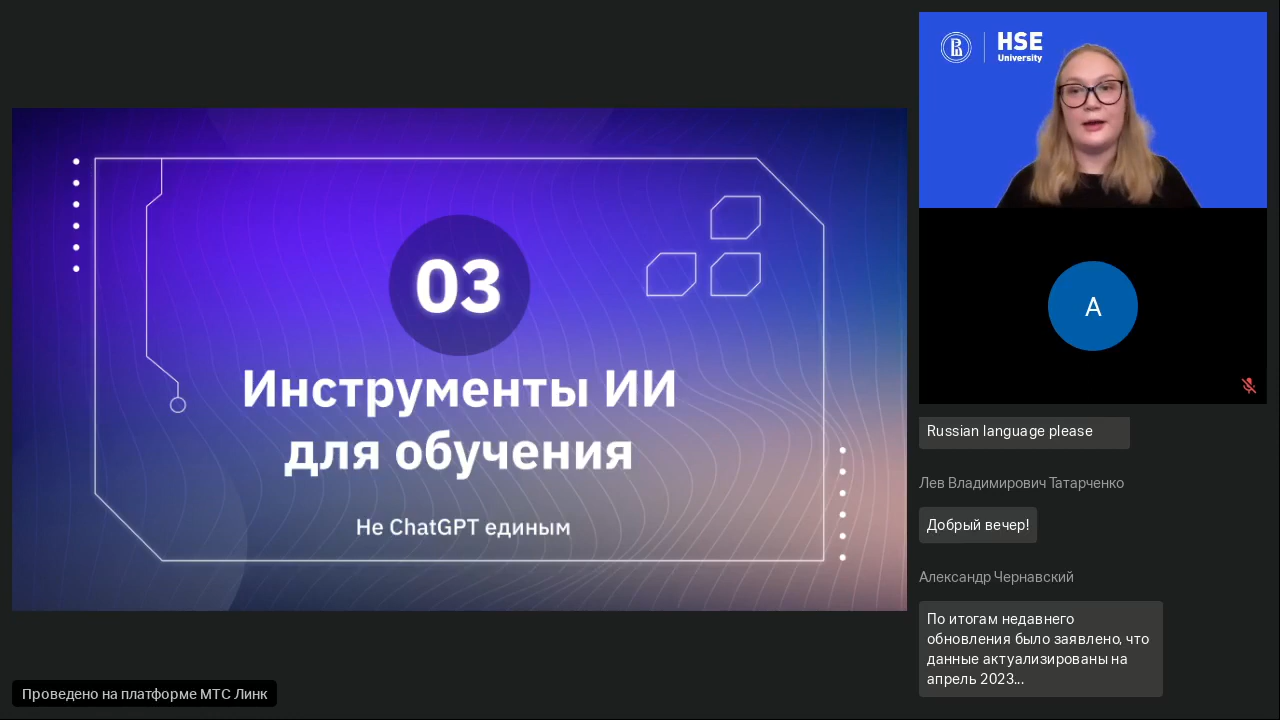 03
Инструменты ИИ
для обучения
Не ChatGPT единым
Проведено на платформе МТС Линк
HSE
University
А
Russian language please
Лев Владимирович Татарченко
Добрый вечер!
Александр Чернавский
По итогам недавнего
обновления было заявлено, что
данные актуализированы на
апрель 2023...